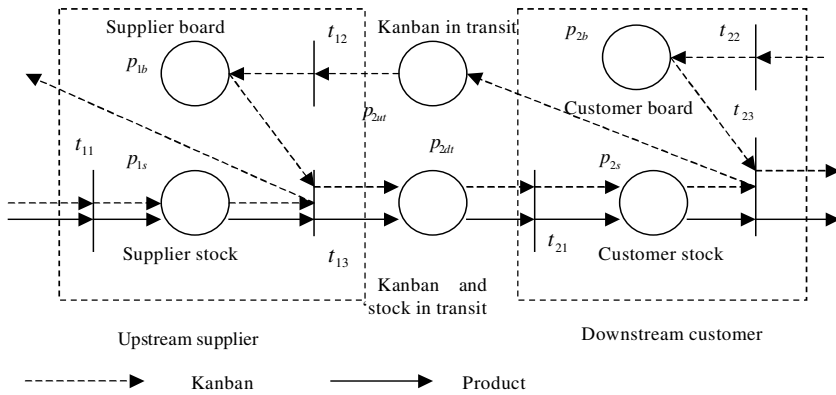 Supplier board
t12
Kanban in transit
p2b
t22
p1b
Customer board
p2ut
t23
t11
p1s
p2dt
p2s
Supplier stock
t13
t21
Customer stock
Kanban and
stock in transit
Upstream supplier
Downstream customer
Kanban
Product